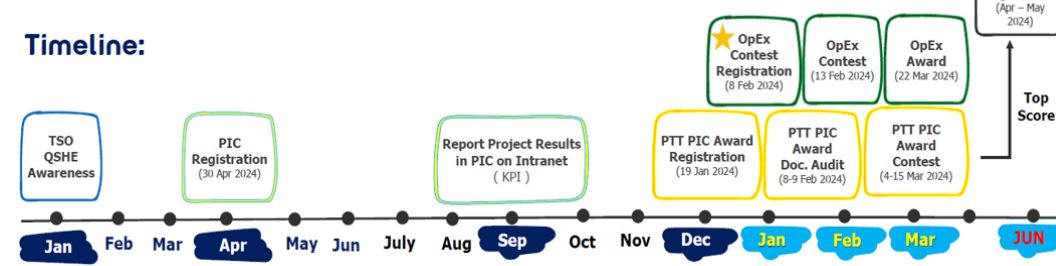 (Apr – May
2024)
Timeline:
OpEx
Contest
Registration
(8 Feb 2024)
OpEx
Contest
(13 Feb 2024)
OpEx
Award
(22 Mar 2024)
Top
Score
TSO
QSHE
Awareness
PIC
Registration
(30 Apr 2024)
Report Project Results
in PIC on Intranet
( KPI )
PTT PIC Award
Registration
(19 Jan 2024)
PTT PIC
Award
Doc. Audit
(8-9 Feb 2024)
PTT PIC
Award
Contest
(4-15 Mar 2024)
Jan Feb Mar Apr May Jun July Aug Sep Oct Nov Dec Jan Feb Mar JUN